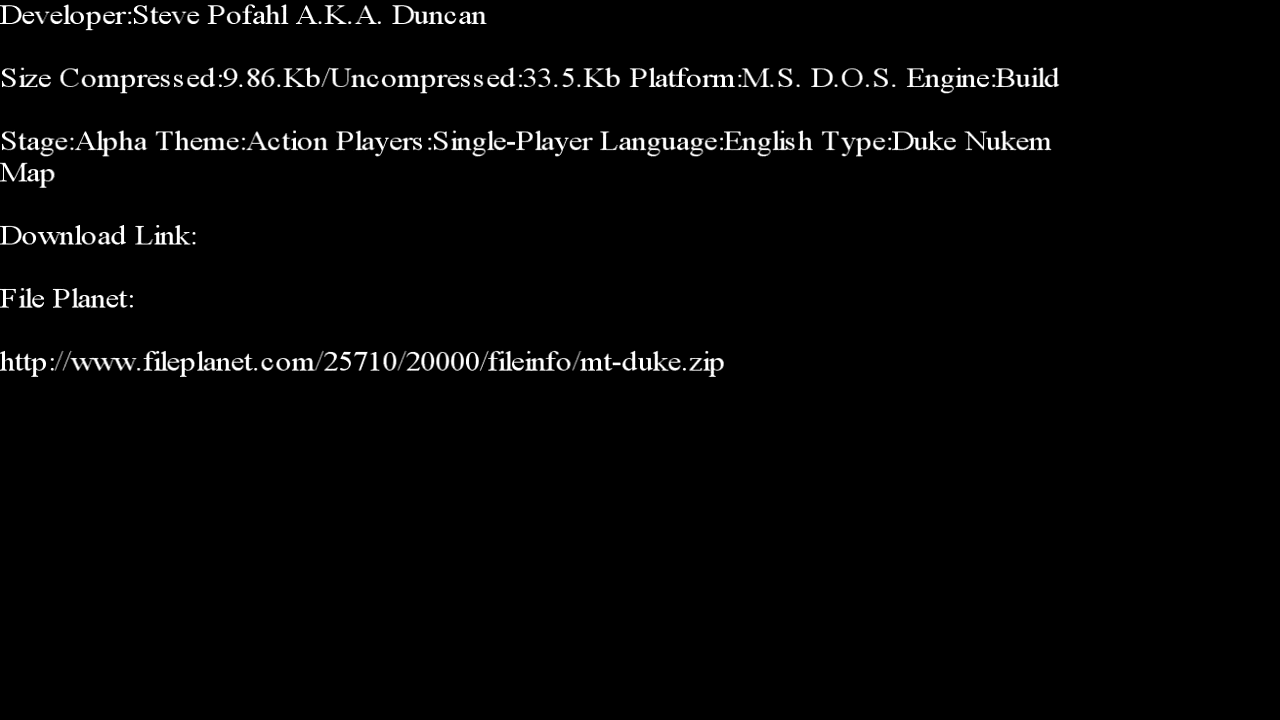 Developer:Steve Pofahl A.K.A. Duncan
Size Compressed:9.86.Kb/Uncompressed:33.5.Kb Platform:M.S. D.O.S. Engine:Build
Stage:Alpha Theme:Action Players:Single-Player Language:English Type:Duke Nukem
Map
Download Link:
File Planet:
http://www.fileplanet.com/25710/20000/fileinfo/mt-duke.zip